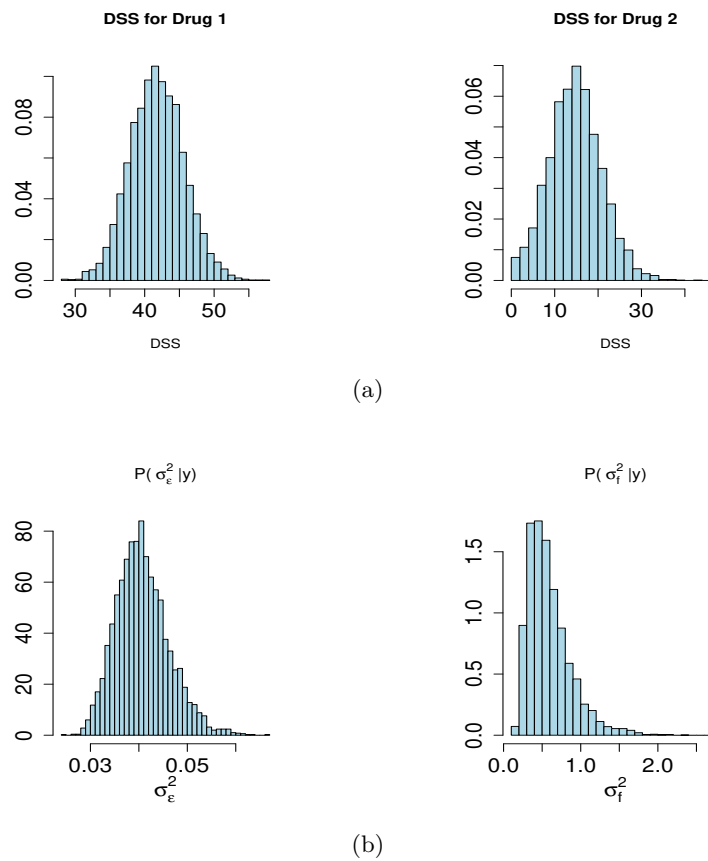 DSS for Drug 1
DSS for Drug 2
0.00 0.04 0.08
0.00 0.02 0.04 0.06
30 40 50
0 10 30
DSS
DSS
(a)
P( σ²ε |y)
P( σ²f |y)
0 20 40 60 80
0.0 0.5 1.0 1.5
0.03 0.05
0.0 1.0 2.0
σ²ε
σ²f
(b)